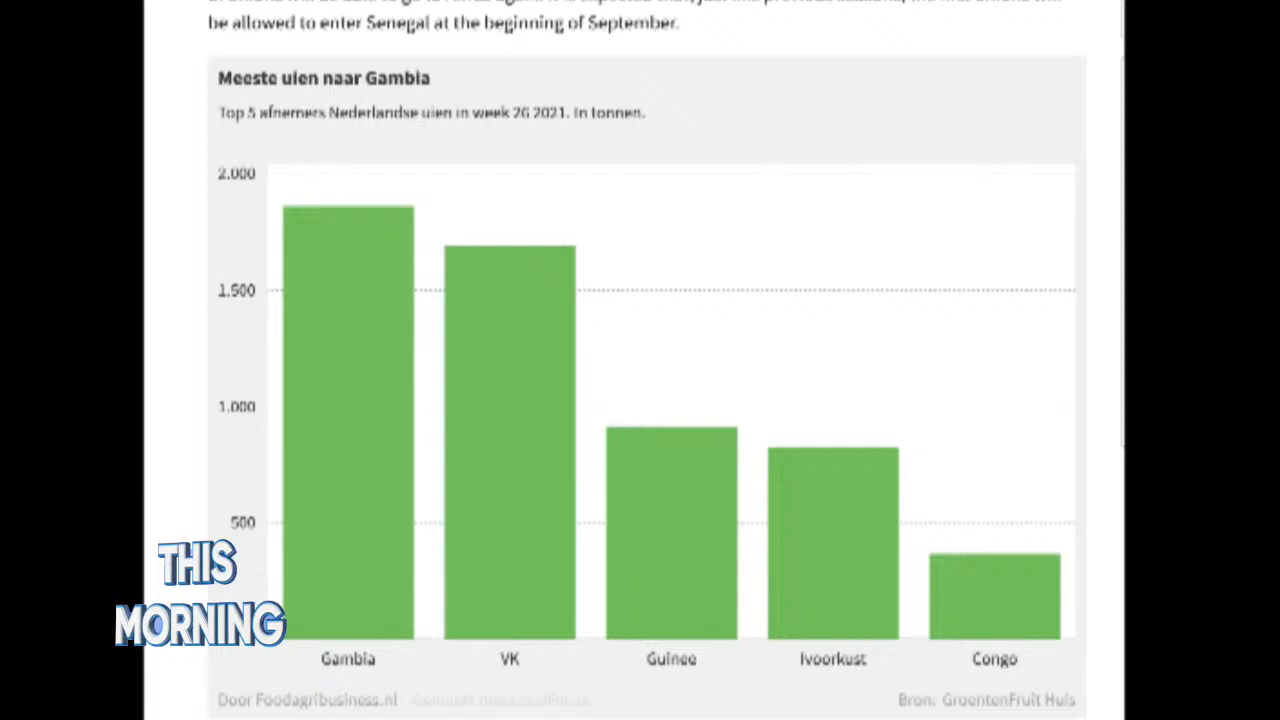 be allowed to enter Senegal at the beginning of September.
Meeste uien naar Gambia
Top 5 afnemers Nederlandse uien in week 26 2021. In tonnen.
2.000
1.500
1.000
500
Gambia VK Guinee Ivoorkust Congo
THIS
MORNING
Door Foodagribusiness.nl
Bron: GroentenFruit Huis